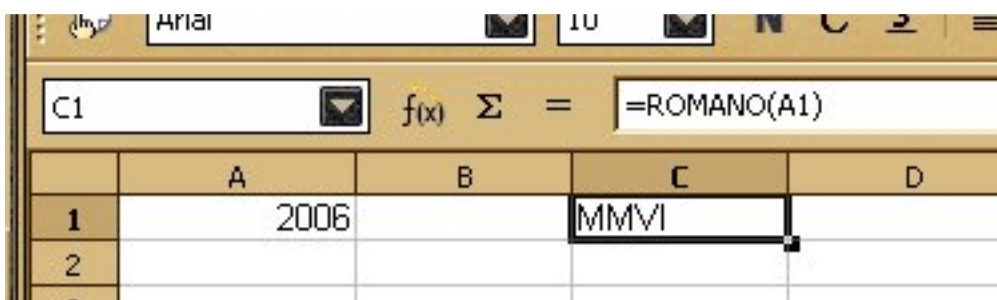 Arial 10 N C S
C1 f(x) Σ = =ROMANO(A1)
A B C D
1 2006 MMVI
2